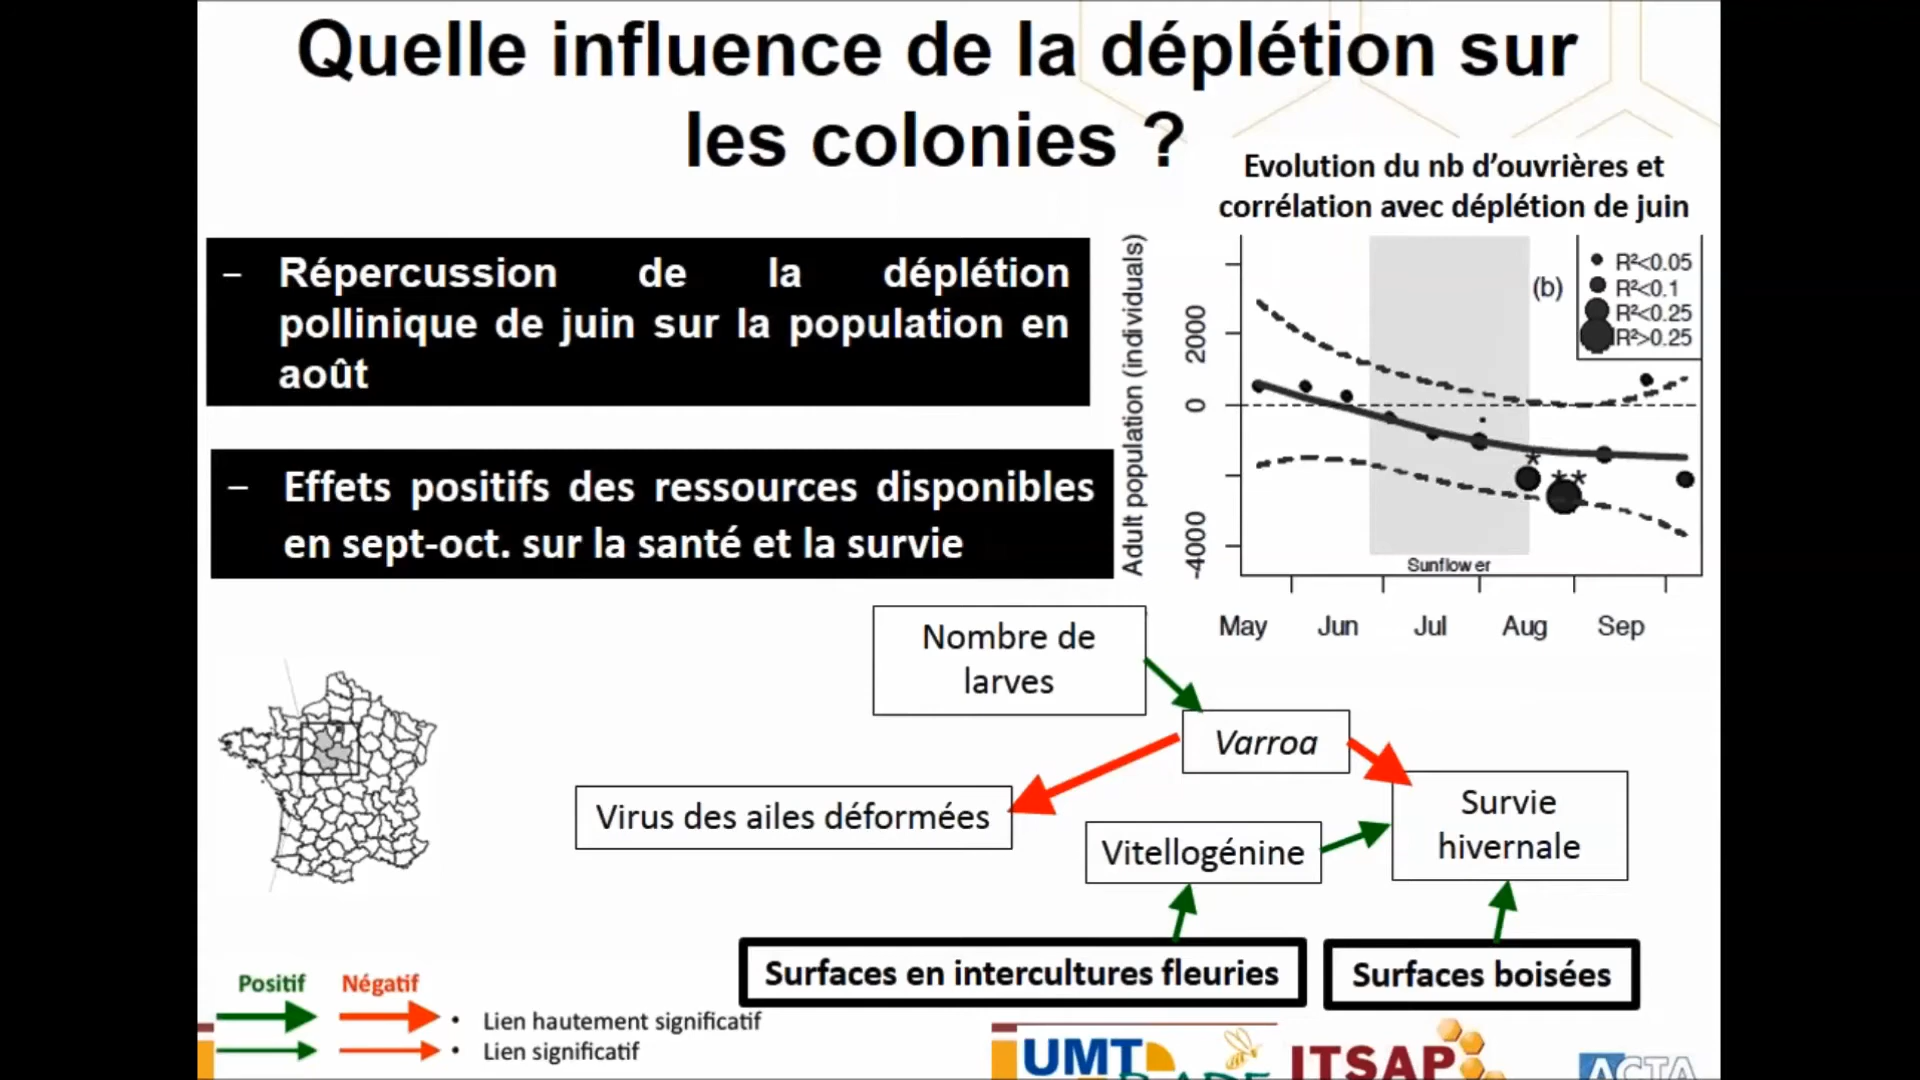 Quelle influence de la déplétion sur
les colonies ?
Evolution du nb d'ouvrières et
corrélation avec déplétion de juin
– Répercussion de la déplétion
pollinique de juin sur la population en
août
– Effets positifs des ressources disponibles
en sept-oct. sur la santé et la survie
Adult population (individuals)
2000
0
-4000
(b)
R²<0.05
R²<0.1
R²<0.25
R²>0.25
*
**
Sunflower
May Jun Jul Aug Sep
Nombre de
larves
Varroa
Virus des ailes déformées
Survie
hivernale
Vitellogénine
Surfaces en intercultures fleuries
Surfaces boisées
Positif Négatif
• Lien hautement significatif
• Lien significatif
UMT
ITSAP
ACTA